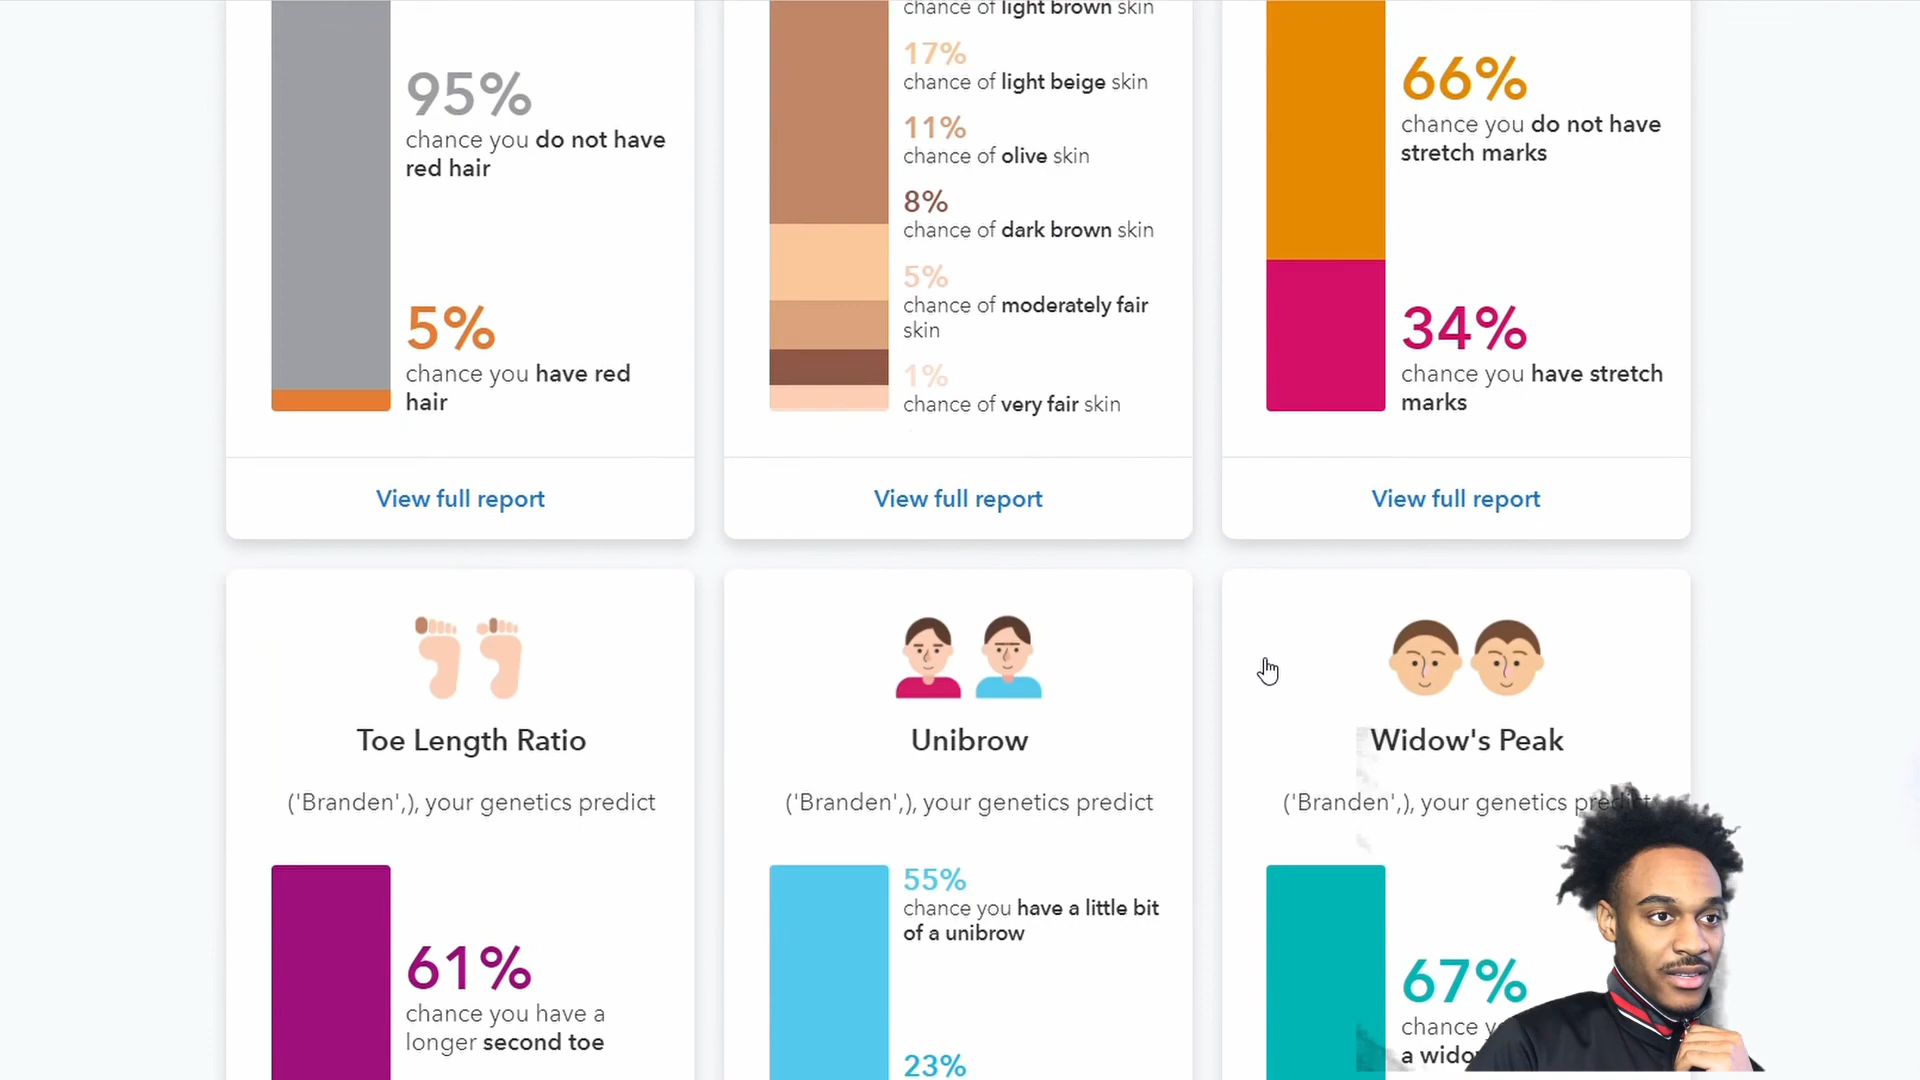 95%
chance you do not have
red hair
5%
chance you have red
hair
View full report
chance of light brown skin
17%
chance of light beige skin
11%
chance of olive skin
8%
chance of dark brown skin
5%
chance of moderately fair
skin
1%
chance of very fair skin
View full report
66%
chance you do not have
stretch marks
34%
chance you have stretch
marks
View full report
Toe Length Ratio
('Branden',), your genetics predict
61%
chance you have a
longer second toe
Unibrow
('Branden',), your genetics predict
55%
chance you have a little bit
of a unibrow
23%
Widow's Peak
('Branden',), your genetics predict
67%
chance
a